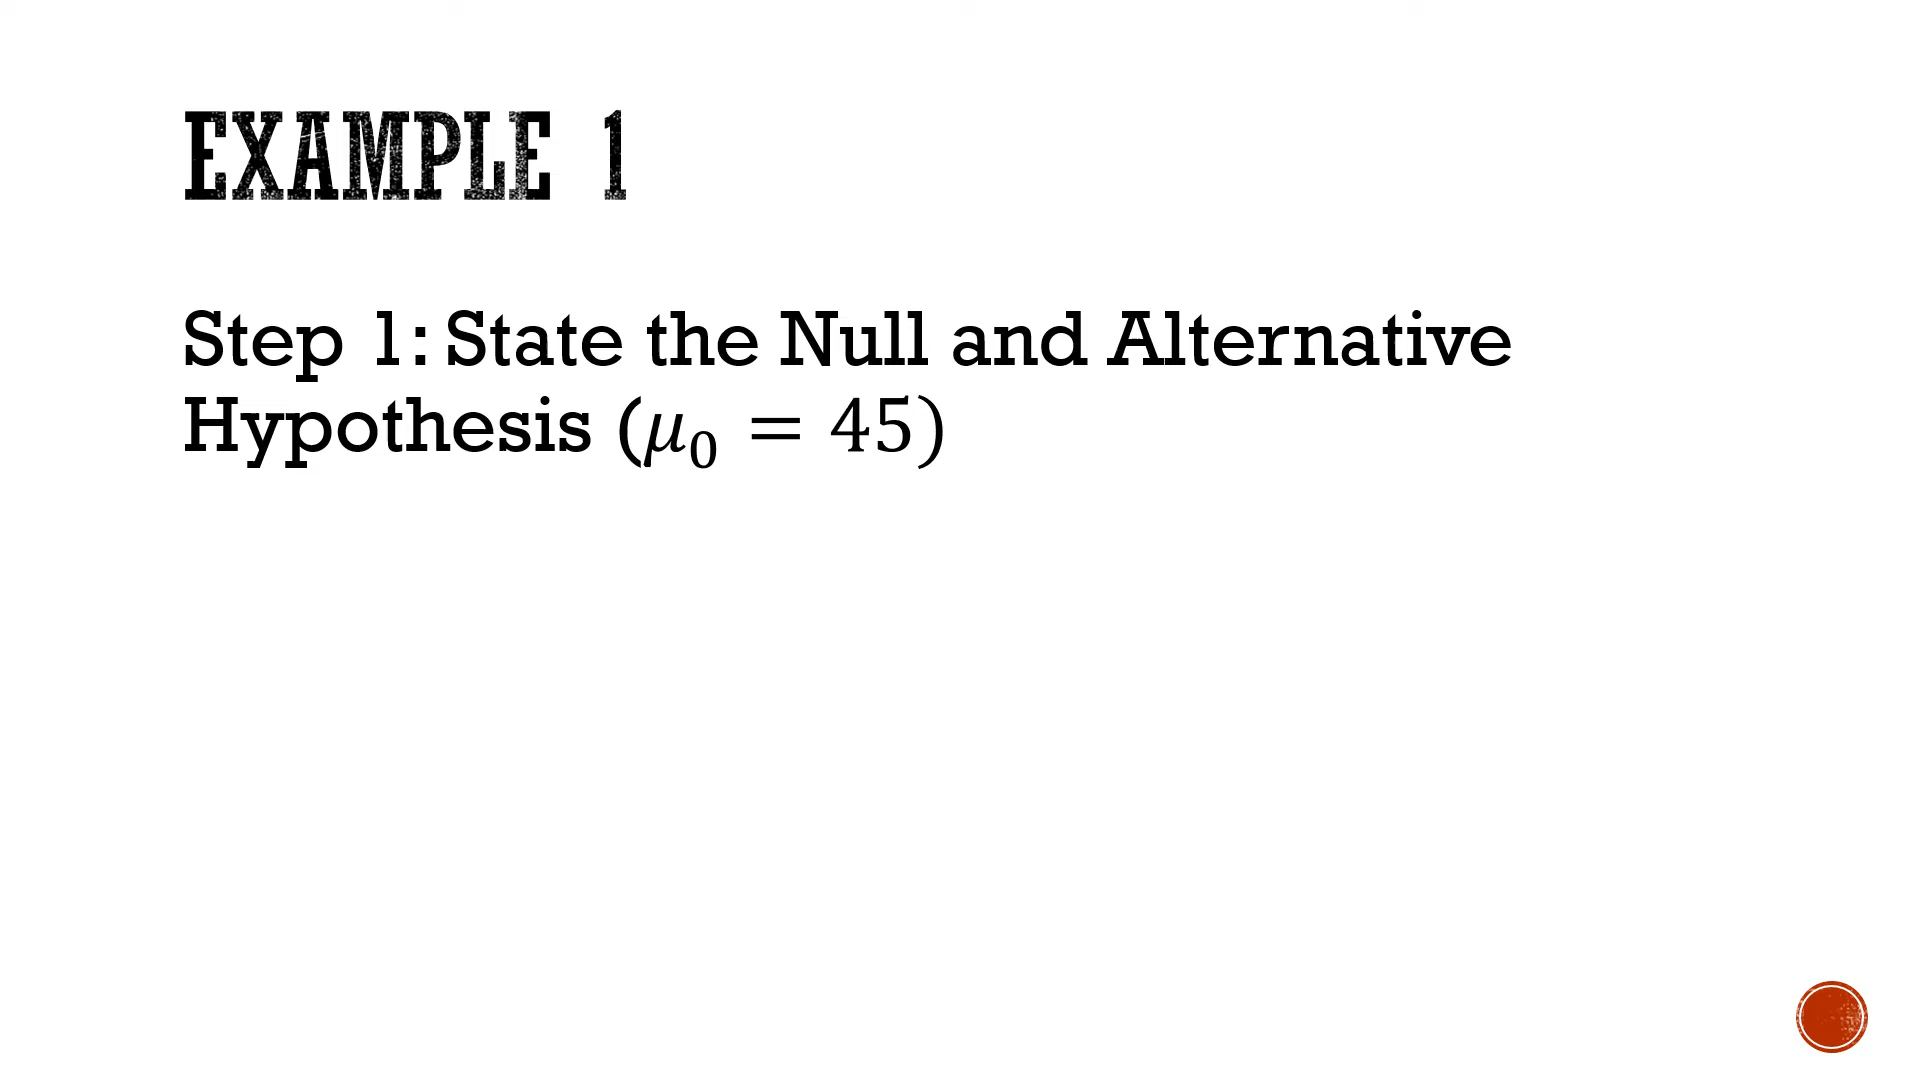 EXAMPLE 1
Step 1: State the Null and Alternative
Hypothesis (𝜇₀ = 45)